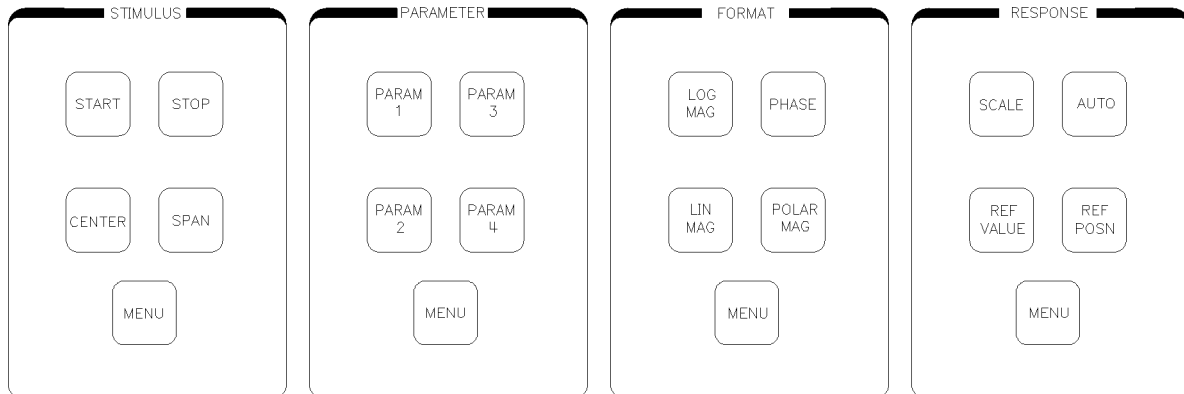 STIMULUS
START
STOP
CENTER
SPAN
MENU
PARAMETER
PARAM
1
PARAM
3
PARAM
2
PARAM
4
MENU
FORMAT
LOG
MAG
PHASE
LIN
MAG
POLAR
MAG
MENU
RESPONSE
SCALE
AUTO
REF
VALUE
REF
POSN
MENU